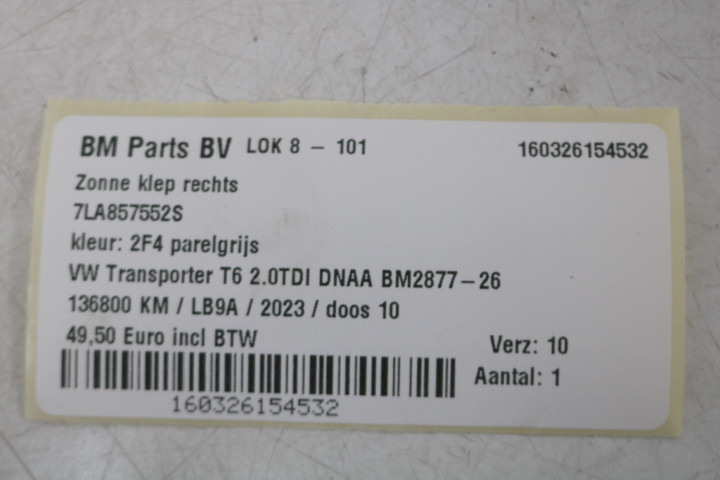 BM Parts BV LOK 8 - 101 160326154532
Zonne klep rechts
7LA857552S
kleur: 2F4 parelgrijs
VW Transporter T6 2.0TDI DNAA BM2877-26
136800 KM / LB9A / 2023 / doos 10
49,50 Euro incl BTW Verz: 10
Aantal: 1
160326154532